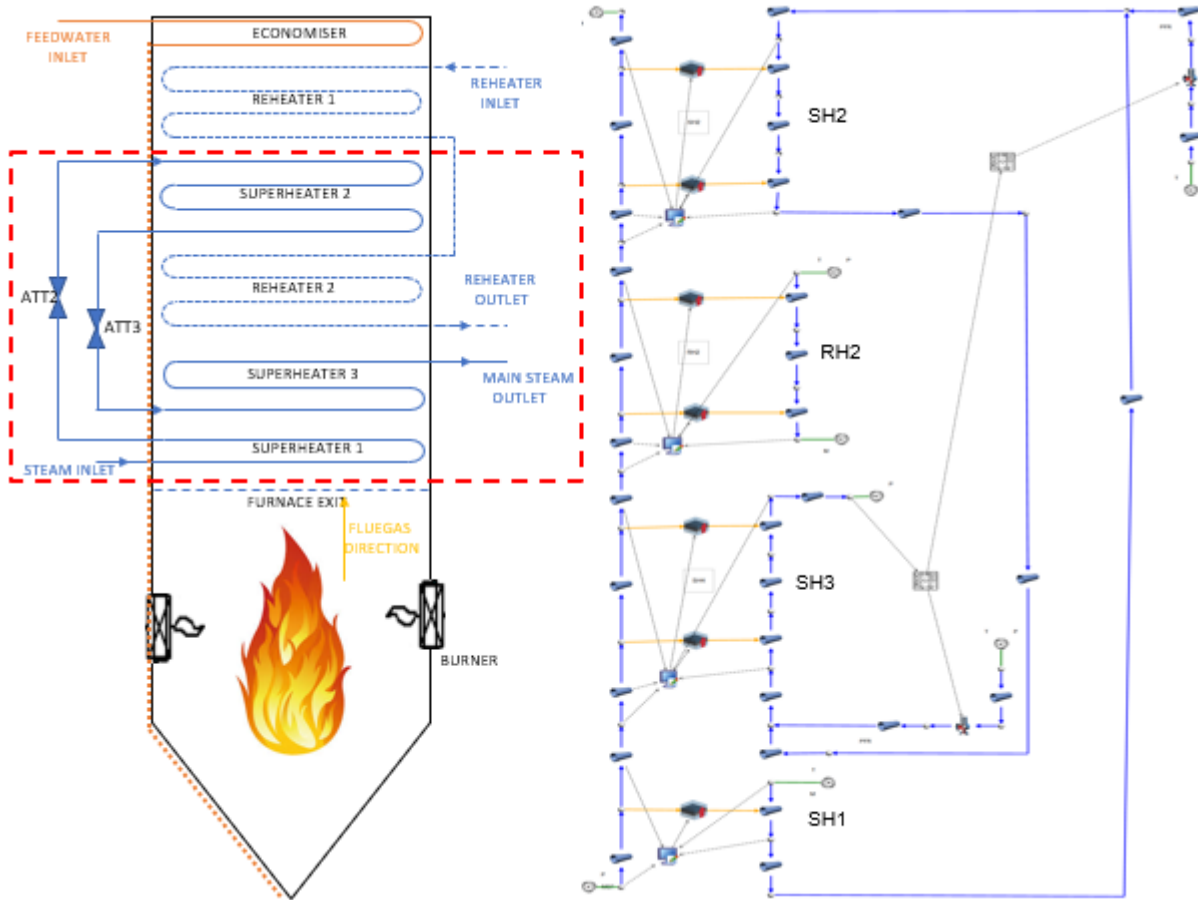 FEEDWATER
INLET
ECONOMISER
REHEATER
INLET
REHEATER 1
SUPERHEATER 2
ATT2
ATT3
REHEATER 2
REHEATER
OUTLET
SUPERHEATER 3
MAIN STEAM
OUTLET
SUPERHEATER 1
STEAM INLET
FURNACE EXIT
FLUEGAS
DIRECTION
BURNER
SH2
RH2
SH3
SH1